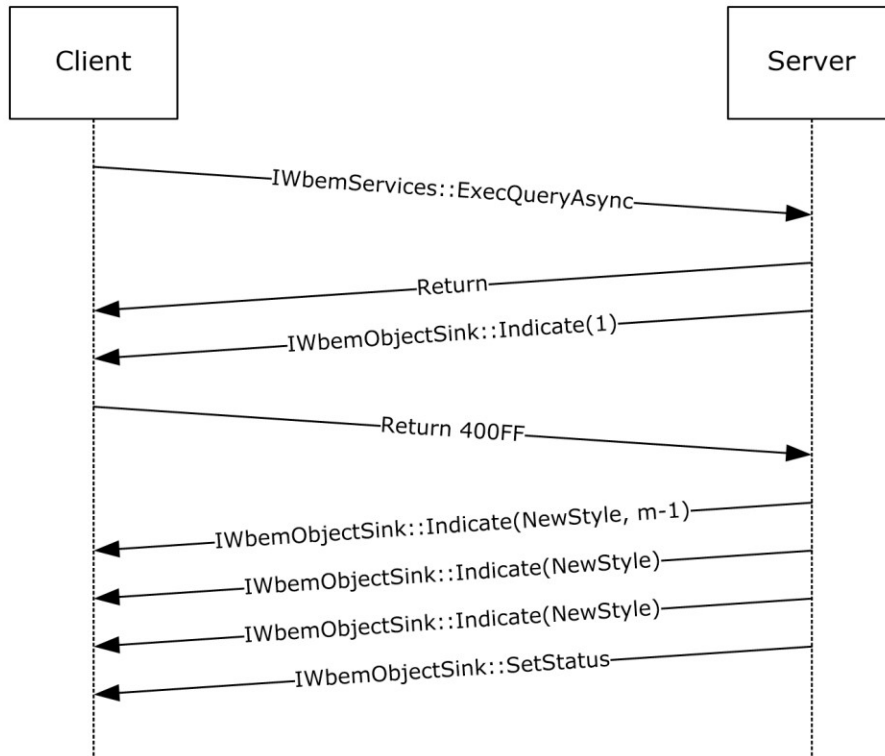 Client
Server
IWbemServices::ExecQueryAsync
Return
IWbemObjectSink::Indicate(1)
Return 400FF
IWbemObjectSink::Indicate(NewStyle, m-1)
IWbemObjectSink::Indicate(NewStyle)
IWbemObjectSink::Indicate(NewStyle)
IWbemObjectSink::SetStatus